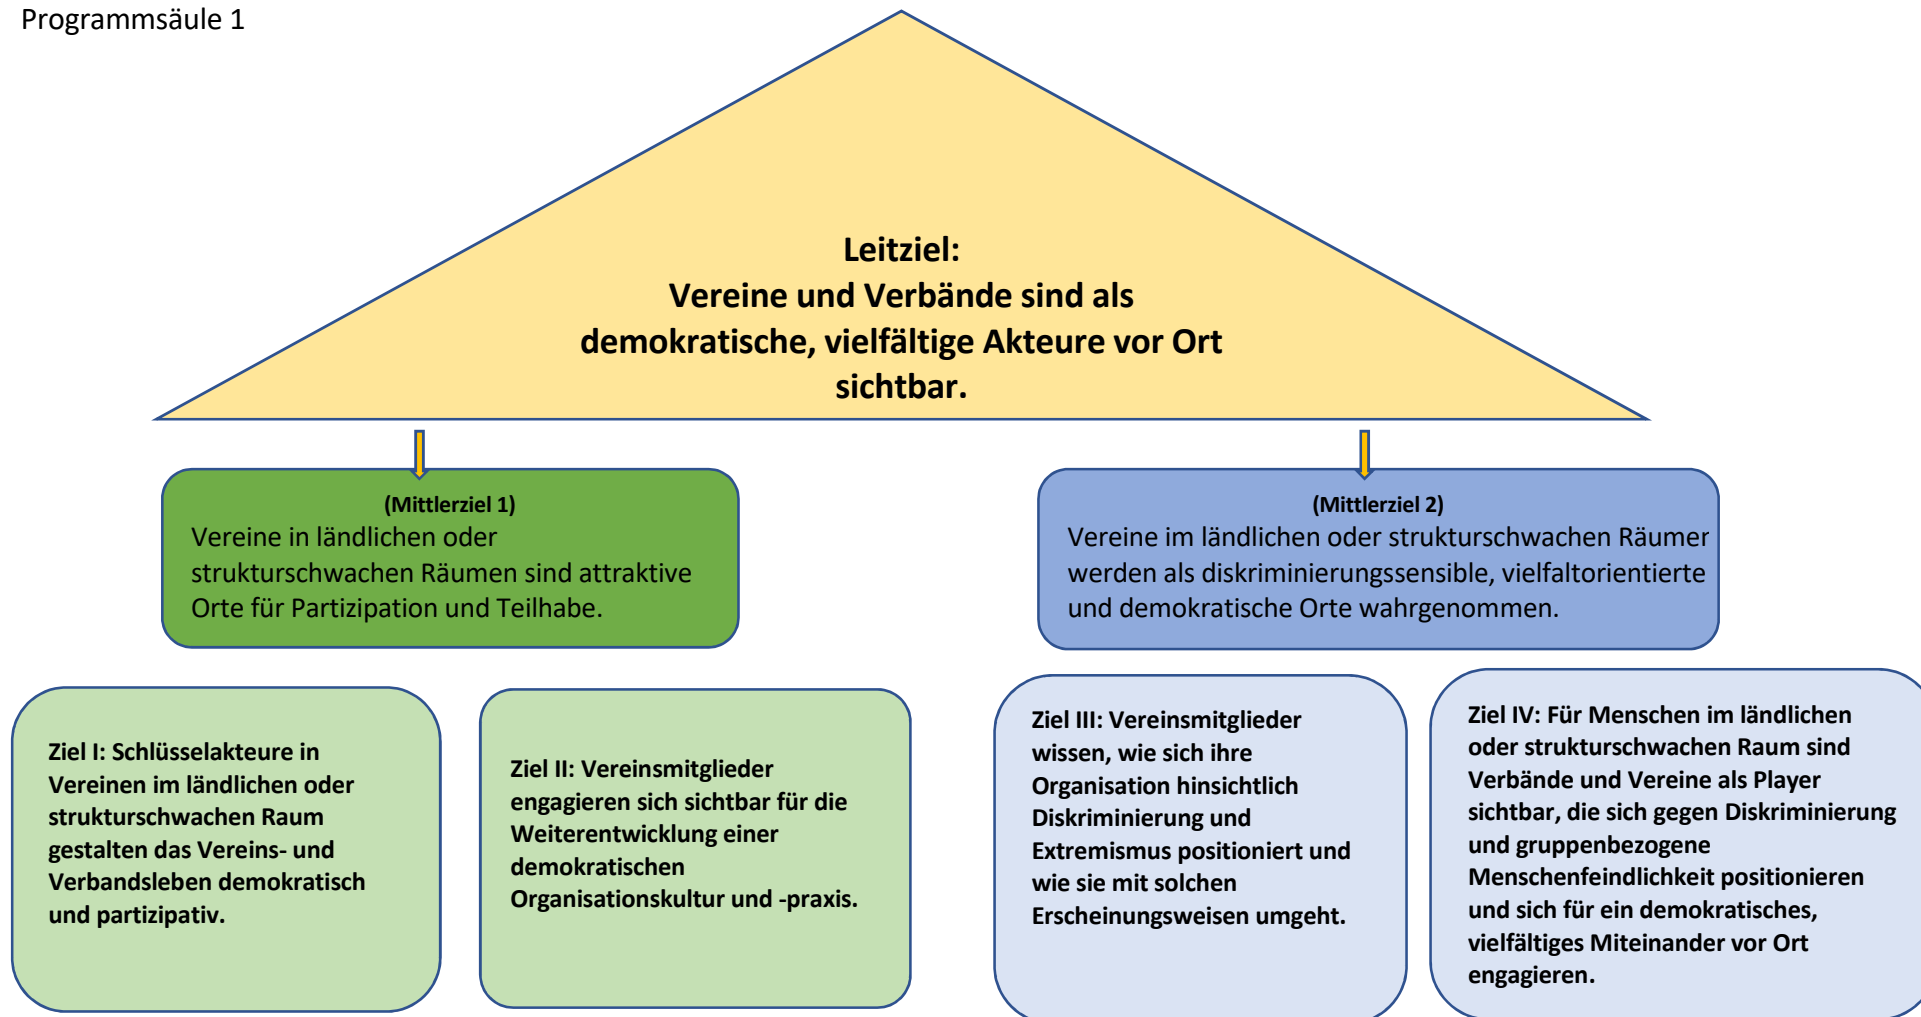 Programmsäule 1
Leitziel:
Vereine und Verbände sind als
demokratische, vielfältige Akteure vor Ort
sichtbar.
(Mittlerziel 1)
Vereine in ländlichen oder
strukturschwachen Räumen sind attraktive
Orte für Partizipation und Teilhabe.
(Mittlerziel 2)
Vereine im ländlichen oder strukturschwachen Räumer
werden als diskriminierungssensible, vielfaltorientierte
und demokratische Orte wahrgenommen.
Ziel I: Schlüsselakteure in
Vereinen im ländlichen oder
strukturschwachen Raum
gestalten das Vereins- und
Verbandsleben demokratisch
und partizipativ.
Ziel II: Vereinsmitglieder
engagieren sich sichtbar für die
Weiterentwicklung einer
demokratischen
Organisationskultur und -praxis.
Ziel III: Vereinsmitglieder
wissen, wie sich ihre
Organisation hinsichtlich
Diskriminierung und
Extremismus positioniert und
wie sie mit solchen
Erscheinungsweisen umgeht.
Ziel IV: Für Menschen im ländlichen
oder strukturschwachen Raum sind
Verbände und Vereine als Player
sichtbar, die sich gegen Diskriminierung
und gruppenbezogene
Menschenfeindlichkeit positionieren
und sich für ein demokratisches,
vielfältiges Miteinander vor Ort
engagieren.